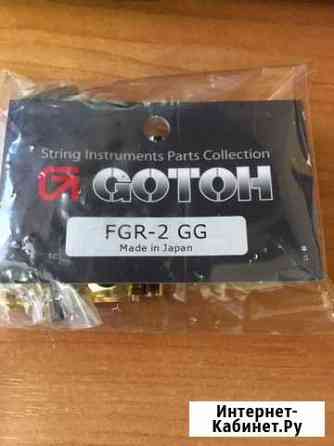 String Instruments Parts Collection
GOTOH
FGR-2 GG
Made in Japan
Интернет-
Кабинет.Ру